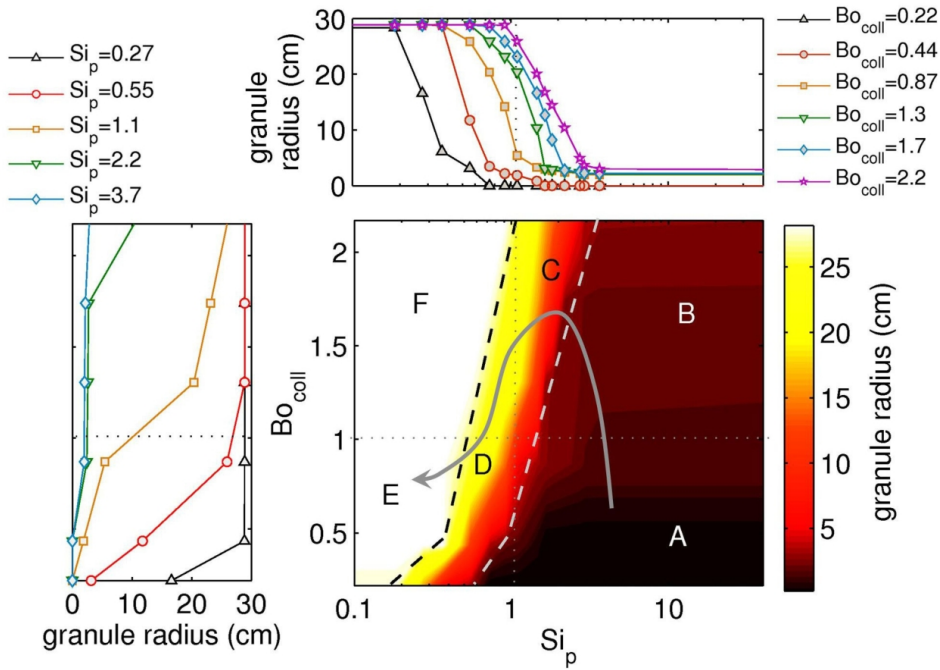 Si_p=0.27
Si_p=0.55
Si_p=1.1
Si_p=2.2
Si_p=3.7
granule
radius (cm)
30
20
10
0
Bo_coll=0.22
Bo_coll=0.44
Bo_coll=0.87
Bo_coll=1.3
Bo_coll=1.7
Bo_coll=2.2
0 10 20 30
granule radius (cm)
Bo_coll
2
1.5
1
0.5
F
C
B
D
E
A
0.1 1 10
Si_p
25
20
15
10
5
granule radius (cm)